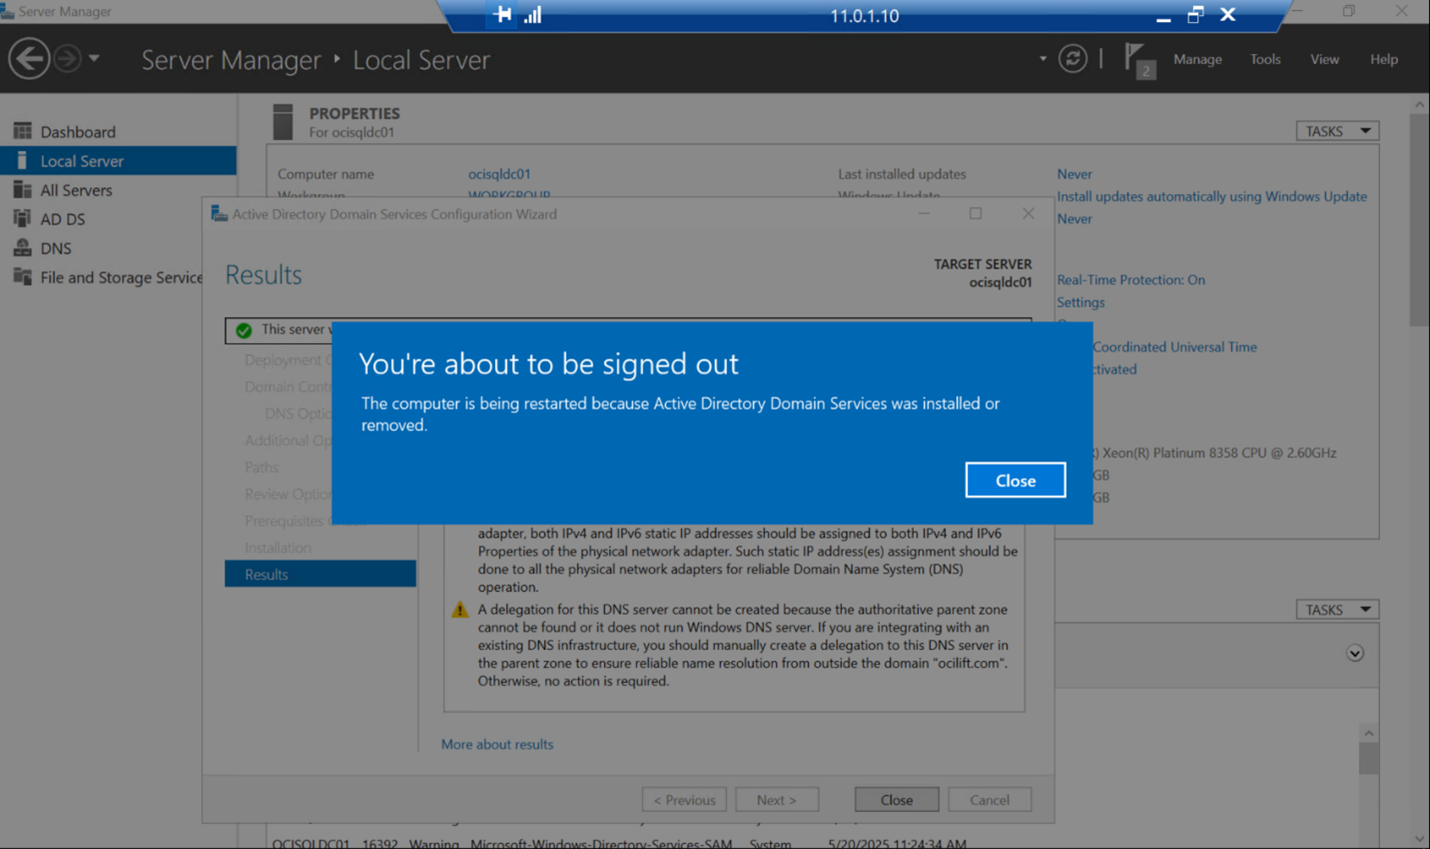 Server Manager
11.0.1.10
Server Manager ‣ Local Server
2
Manage Tools View Help
Dashboard
Local Server
All Servers
AD DS
DNS
File and Storage Service
PROPERTIES
For ocisqldc01
TASKS
Computer name ocisqldc01 Last installed updates Never
Workgroup WORKGROUP Windows Update Install updates automatically using Windows Update
Never
Real-Time Protection: On
Settings
Coordinated Universal Time
ctivated
) Xeon(R) Platinum 8358 CPU @ 2.60GHz
GB
GB
Active Directory Domain Services Configuration Wizard
Results
TARGET SERVER
ocisqldc01
This server
Deployment
Domain Cont
DNS Optio
Additional Op
Paths
Review Option
Prerequisites
Installation
Results
You're about to be signed out
The computer is being restarted because Active Directory Domain Services was installed or
removed.
Close
adapter, both IPv4 and IPv6 static IP addresses should be assigned to both IPv4 and IPv6
Properties of the physical network adapter. Such static IP address(es) assignment should be
done to all the physical network adapters for reliable Domain Name System (DNS)
operation.
A delegation for this DNS server cannot be created because the authoritative parent zone
cannot be found or it does not run Windows DNS server. If you are integrating with an
existing DNS infrastructure, you should manually create a delegation to this DNS server in
the parent zone to ensure reliable name resolution from outside the domain "ocilift.com".
Otherwise, no action is required.
More about results
< Previous Next > Close Cancel
TASKS
OCISQLDC01 16392 Warning Microsoft-Windows-Directory-Services-SAM System 5/20/2025 11:24:34 AM